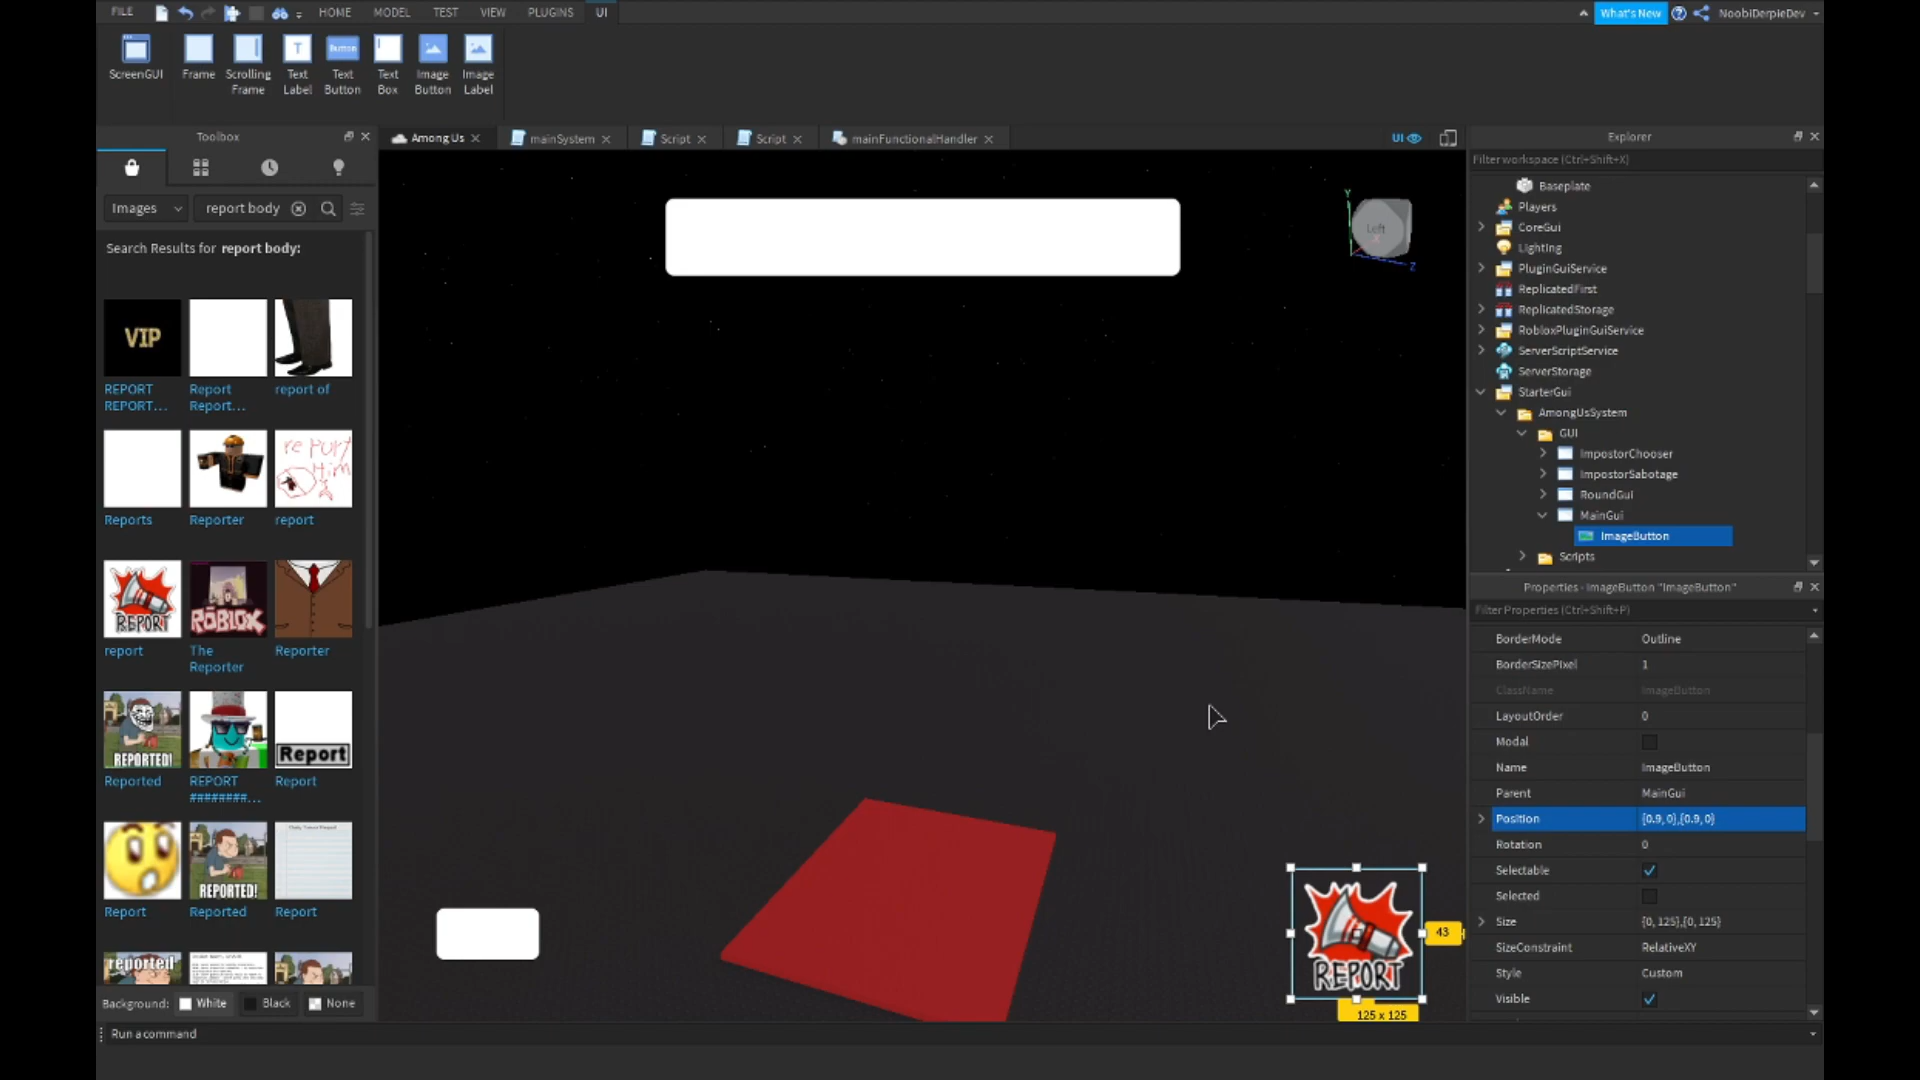 FILE HOME MODEL TEST VIEW PLUGINS UI What's New NoobiDerpieDev
ScreenGUI Frame Scrolling Frame Text Label Text Button Text Box Image Button Image Label
Toolbox
Among Us mainSystem Script Script mainFunctionalHandler UI
Images report body
Search Results for report body:
VIP
REPORT REPORT... Report Report... report of
report Him
Reports Reporter report
REPORT ROBLOX
report The Reporter Reporter
REPORTED! Report
Reported REPORT ########... Report
REPORTED!
Report Reported Report
reported
Background: White Black None
Run a command
Left
Y
Z
REPORT
43
125 x 125
Explorer
Filter workspace (Ctrl+Shift+X)
Baseplate
Players
CoreGui
Lighting
PluginGuiService
ReplicatedFirst
ReplicatedStorage
RobloxPluginGuiService
ServerScriptService
ServerStorage
StarterGui
AmongUsSystem
GUI
ImpostorChooser
ImpostorSabotage
RoundGui
MainGui
ImageButton
Scripts
Properties - ImageButton "ImageButton"
Filter Properties (Ctrl+Shift+P)
BorderMode Outline
BorderSizePixel 1
ClassName ImageButton
LayoutOrder 0
Modal
Name ImageButton
Parent MainGui
Position {0.9, 0},{0.9, 0}
Rotation 0
Selectable
Selected
Size {0, 125},{0, 125}
SizeConstraint RelativeXY
Style Custom
Visible